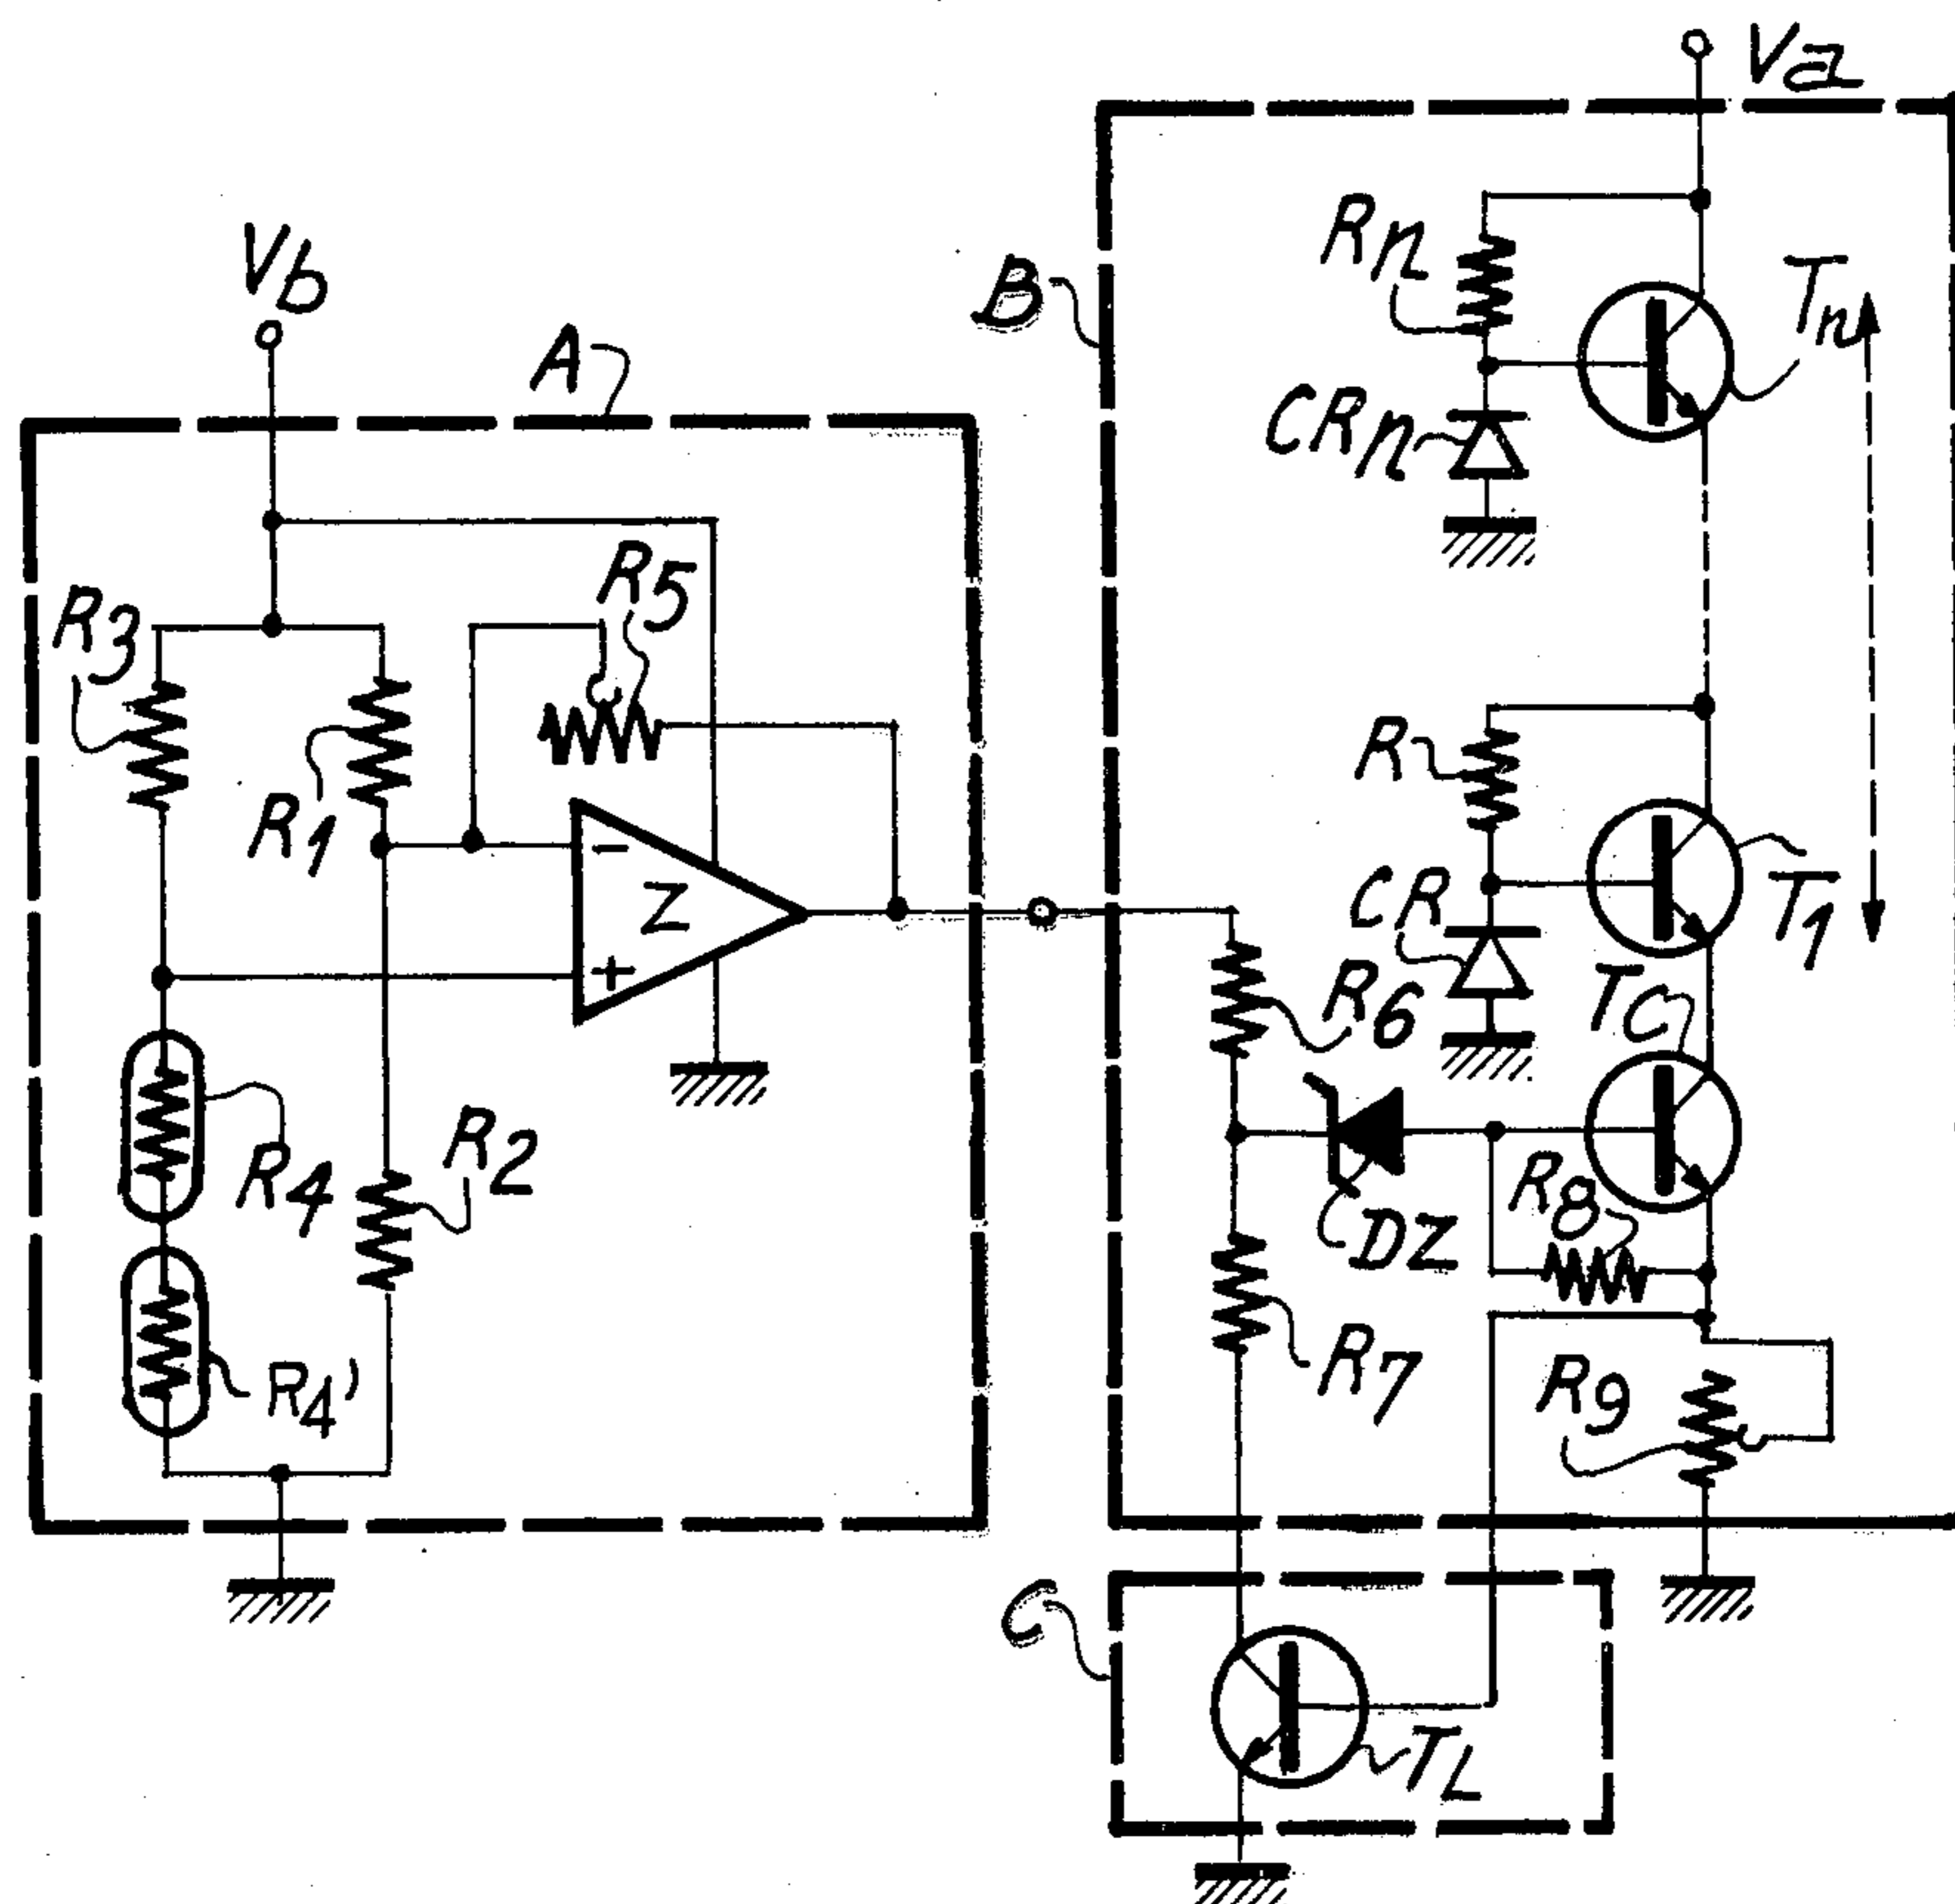 Va
Vb
A
B
Rn
Tn
CRn
R3
R5
R1
R
T1
-
Z
+
CR
R6
TC
R4
R2
R8
DZ
R4'
R7
R9
C
TL